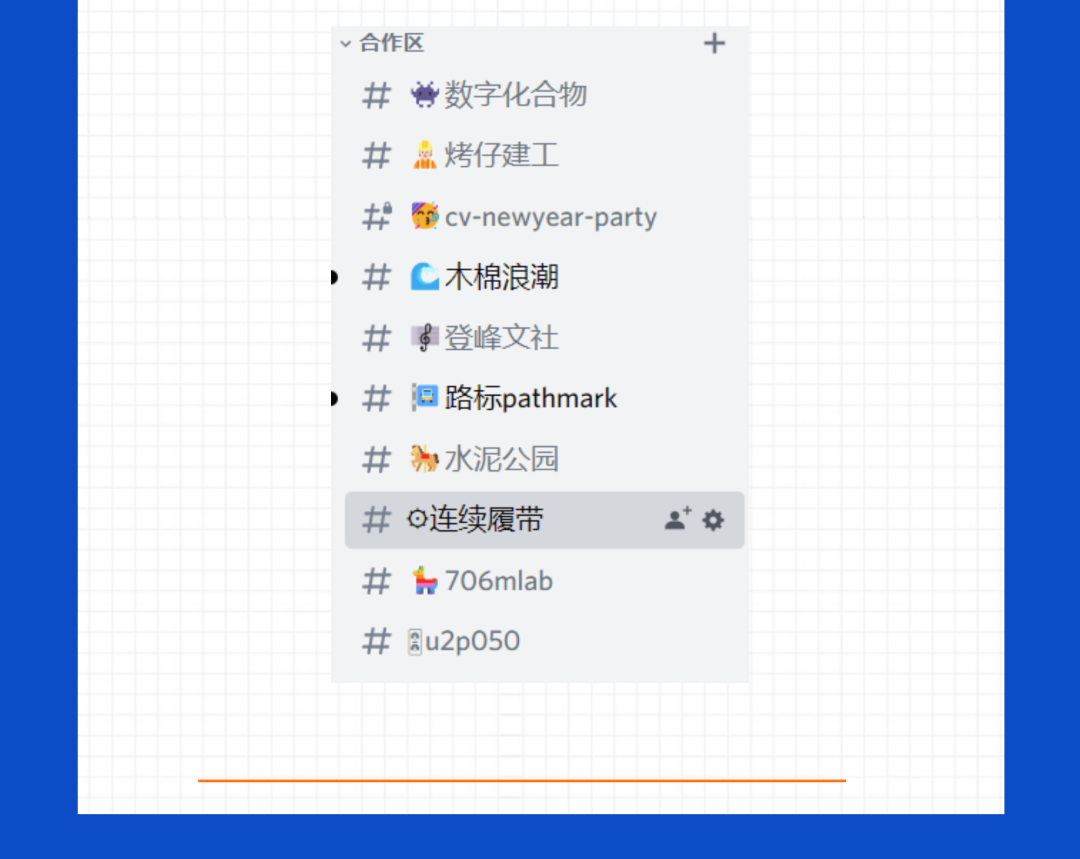 合作区
# 👾数字化合物
# 👷烤仔建工
# 🥳cv-newyear-party
# 🌊木棉浪潮
# 🎼登峰文社
# 🚏路标pathmark
# 🎠水泥公园
# ⚙连续履带
# 🪅706mlab
# u2p050